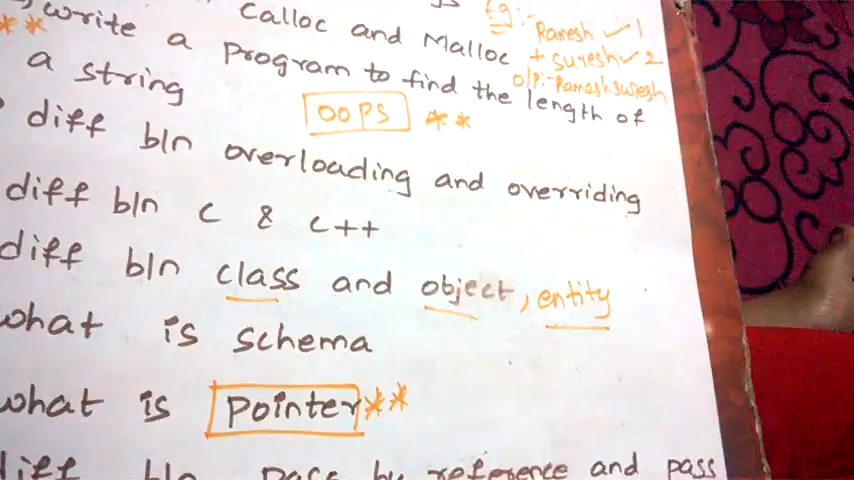 Eg:-
calloc and Malloc
Ramesh ✓ 1
+ suresh ✓ 2
O/P:- Ramesh suresh
** write a program to find the length of
a string
OOPS **
diff b/n overloading and overriding
diff b/n c & c++
diff b/n class and object, entity
what is schema
what is pointer **
diff b/n pass by reference and pass